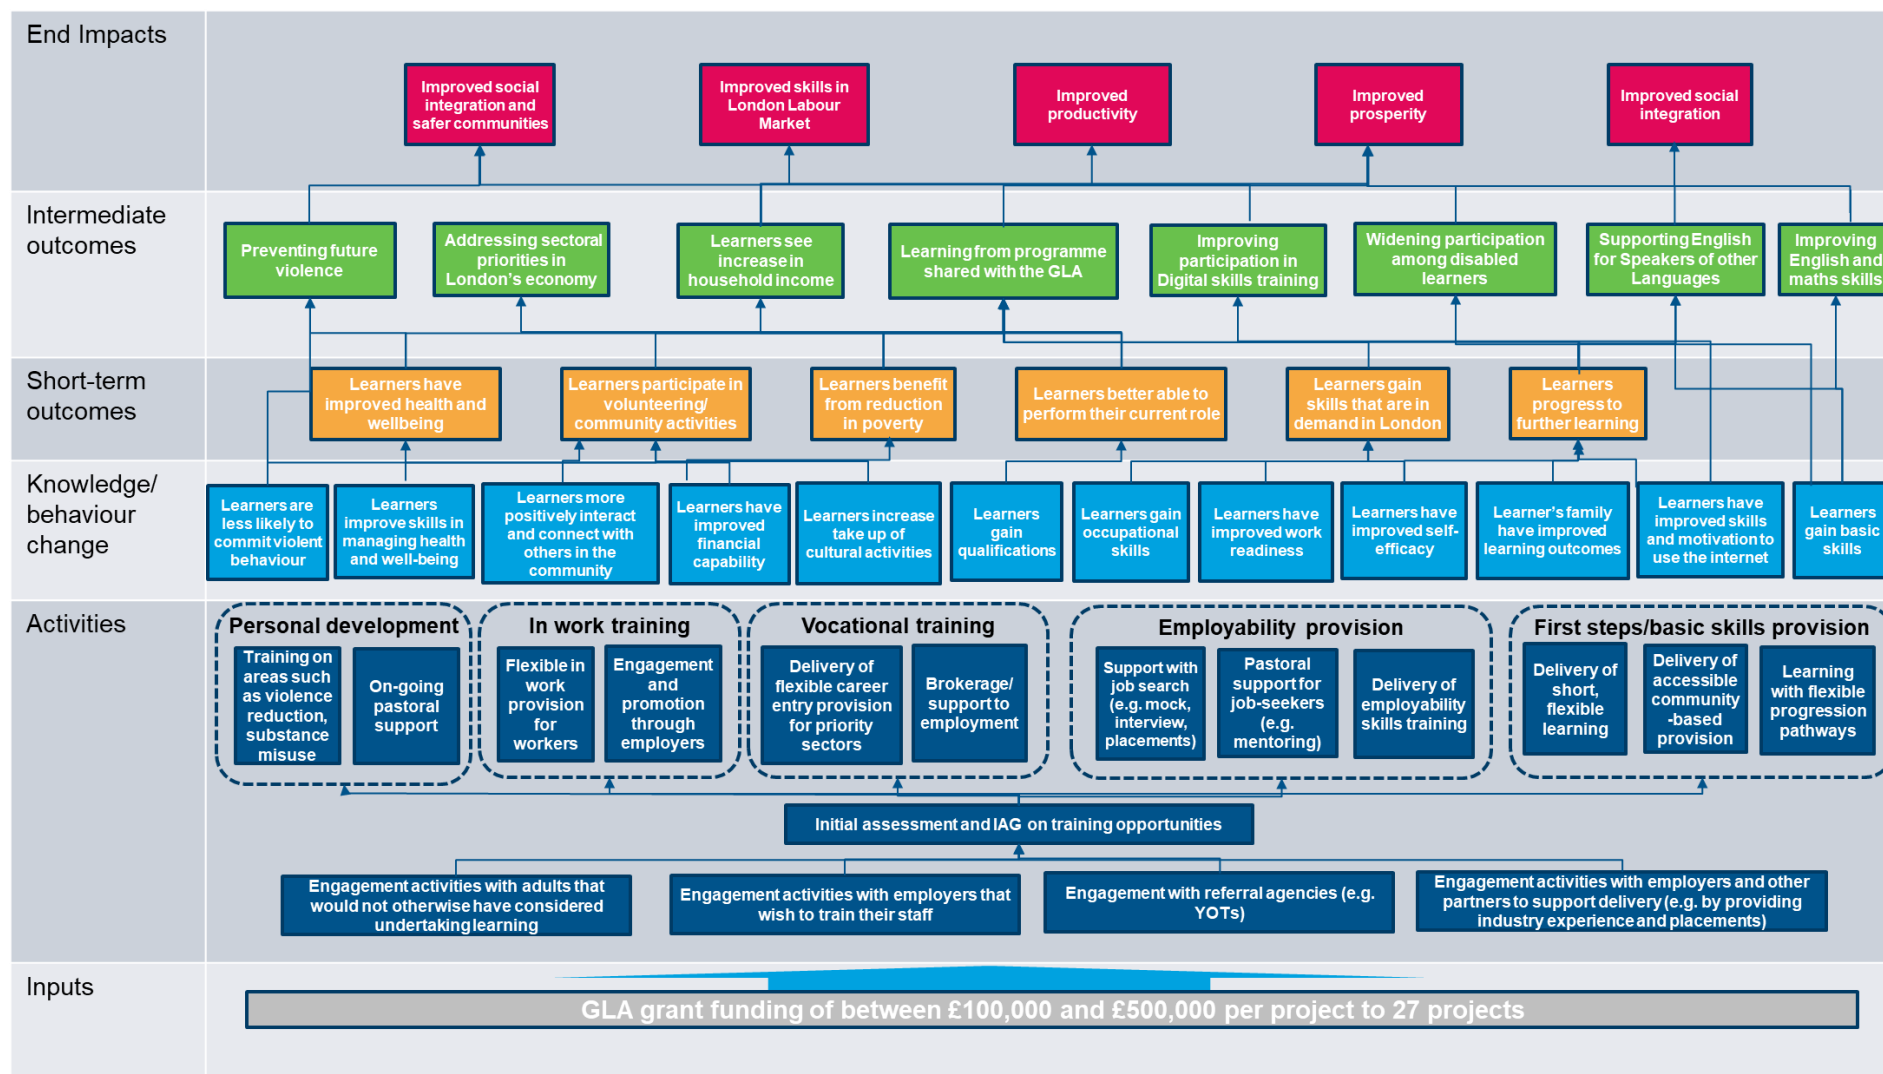 End Impacts
Improved social
integration and
safer communities
Improved skills in
London Labour
Market
Improved
productivity
Improved
prosperity
Improved social
integration
Intermediate
outcomes
Preventing future
violence
Addressing sectoral
priorities in
London's economy
Learners see
increase in
household income
Learning from programme
shared with the GLA
Improving
participation in
Digital skills training
Widening participation
among disabled
learners
Supporting English
for Speakers of other
Languages
Improving
English and
maths skills
Short-term
outcomes
Learners have
improved health and
wellbeing
Learners participate in
volunteering/
community activities
Learners benefit
from reduction
in poverty
Learners better able to
perform their current role
Learners gain
skills that are in
demand in London
Learners
progress to
further learning
Knowledge/
behaviour
change
Learners are
less likely to
commit violent
behaviour
Learners
improve skills in
managing health
and well-being
Learners more
positively interact
and connect with
others in the
community
Learners have
improved
financial
capability
Learners increase
take up of
cultural activities
Learners
gain
qualifications
Learners gain
occupational
skills
Learners have
improved work
readiness
Learners have
improved self-
efficacy
Learner's family
have improved
learning outcomes
Learners have
improved skills
and motivation to
use the internet
Learners
gain basic
skills
Activities
Personal development
Training on
areas such
as violence
reduction,
substance
misuse
On-going
pastoral
support
In work training
Flexible in
work
provision
for
workers
Engagement
and
promotion
through
employers
Vocational training
Delivery of
flexible career
entry provision
for priority
sectors
Brokerage/
support to
employment
Employability provision
Support with
job search
(e.g. mock,
interview,
placements)
Pastoral
support for
job-seekers
(e.g.
mentoring)
Delivery of
employability
skills training
First steps/basic skills provision
Delivery of
short,
flexible
learning
Delivery of
accessible
community
-based
provision
Learning
with flexible
progression
pathways
Initial assessment and IAG on training opportunities
Engagement activities with adults that
would not otherwise have considered
undertaking learning
Engagement activities with employers that
wish to train their staff
Engagement with referral agencies (e.g.
YOTs)
Engagement activities with employers and other
partners to support delivery (e.g. by providing
industry experience and placements)
Inputs
GLA grant funding of between £100,000 and £500,000 per project to 27 projects